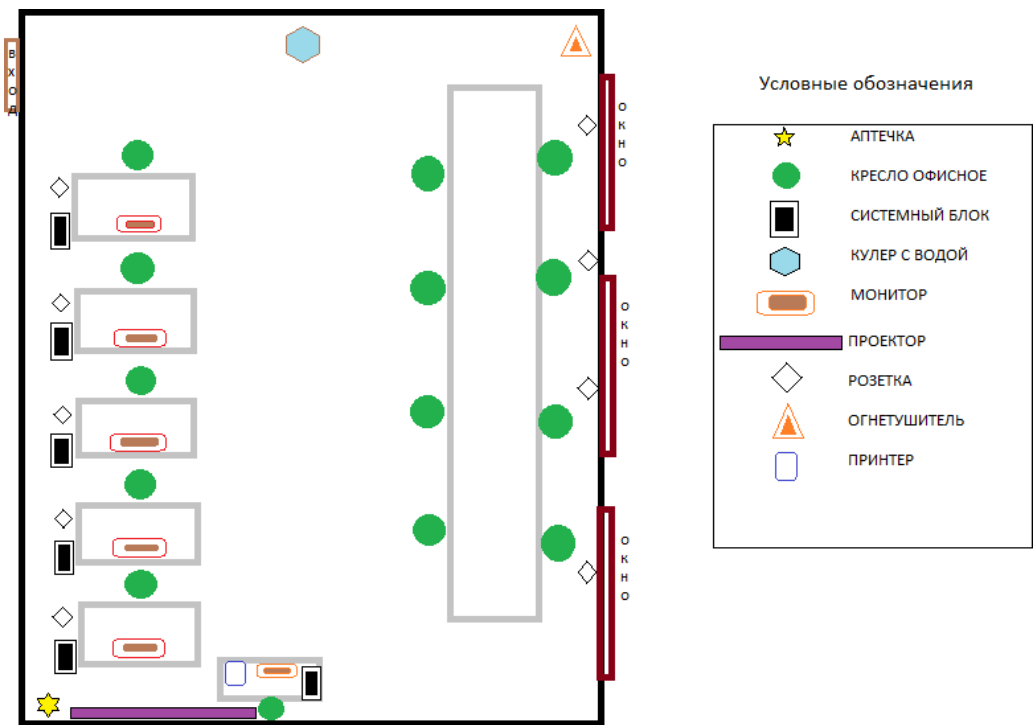 ВХОД
ОКНО
ОКНО
ОКНО
Условные обозначения
АПТЕЧКА
КРЕСЛО ОФИСНОЕ
СИСТЕМНЫЙ БЛОК
КУЛЕР С ВОДОЙ
МОНИТОР
ПРОЕКТОР
РОЗЕТКА
ОГНЕТУШИТЕЛЬ
ПРИНТЕР